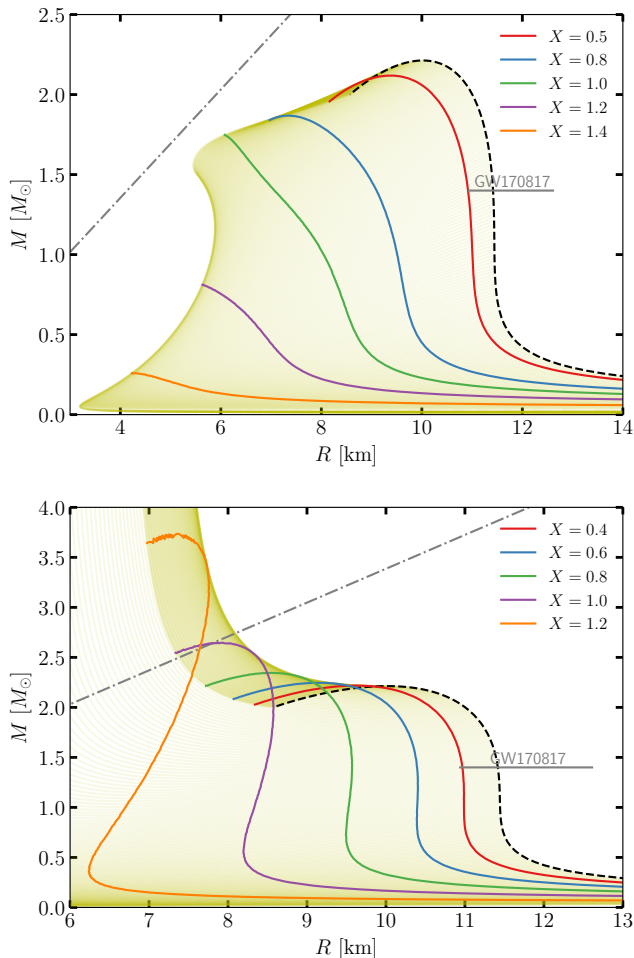 2.5
2.0
1.5
1.0
0.5
0.0
M [M⊙]
X = 0.5
X = 0.8
X = 1.0
X = 1.2
X = 1.4
GW170817
4 6 8 10 12 14
R [km]
4.0
3.5
3.0
2.5
2.0
1.5
1.0
0.5
0.0
M [M⊙]
X = 0.4
X = 0.6
X = 0.8
X = 1.0
X = 1.2
GW170817
6 7 8 9 10 11 12 13
R [km]